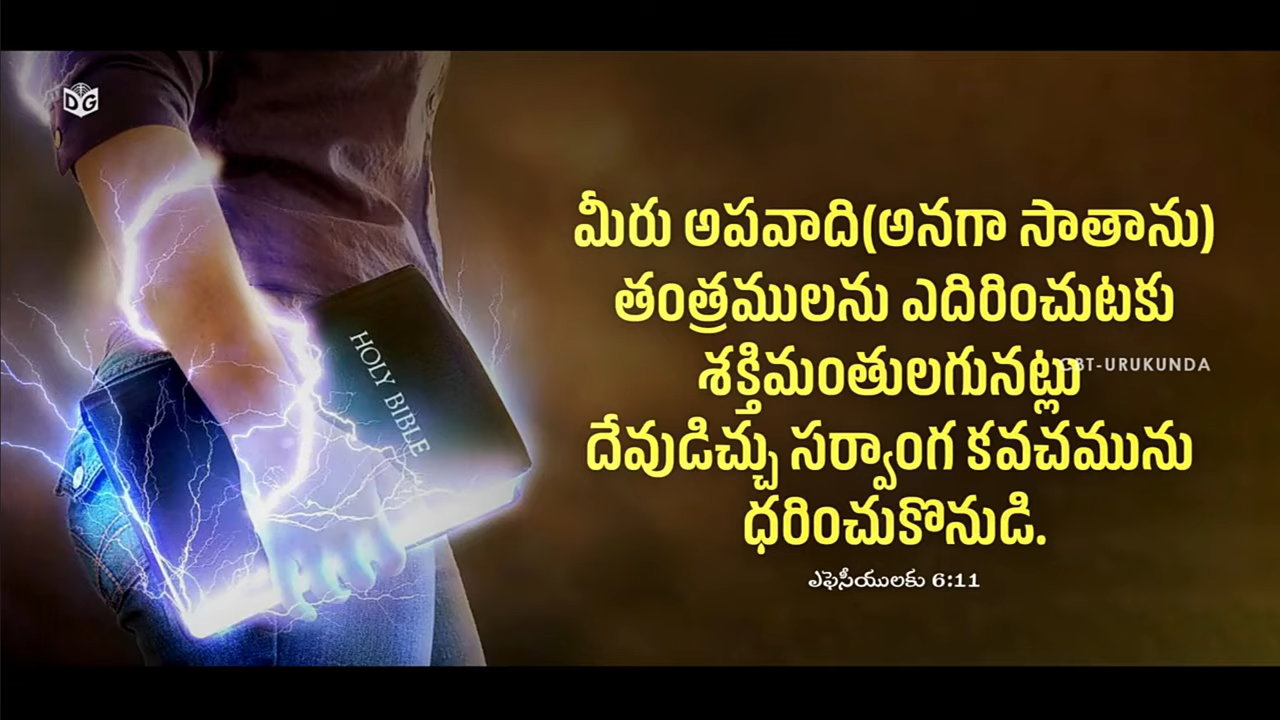 DG
HOLY BIBLE
మీరు అపవాది(అనగా సాతాను)
తంత్రములను ఎదిరించుటకు
శక్తిమంతులగునట్లు
GBT-URUKUNDA
దేవుడిచ్చు సర్వాంగ కవచమును
ధరించుకొనుడి.
ఎఫెసీయులకు 6:11